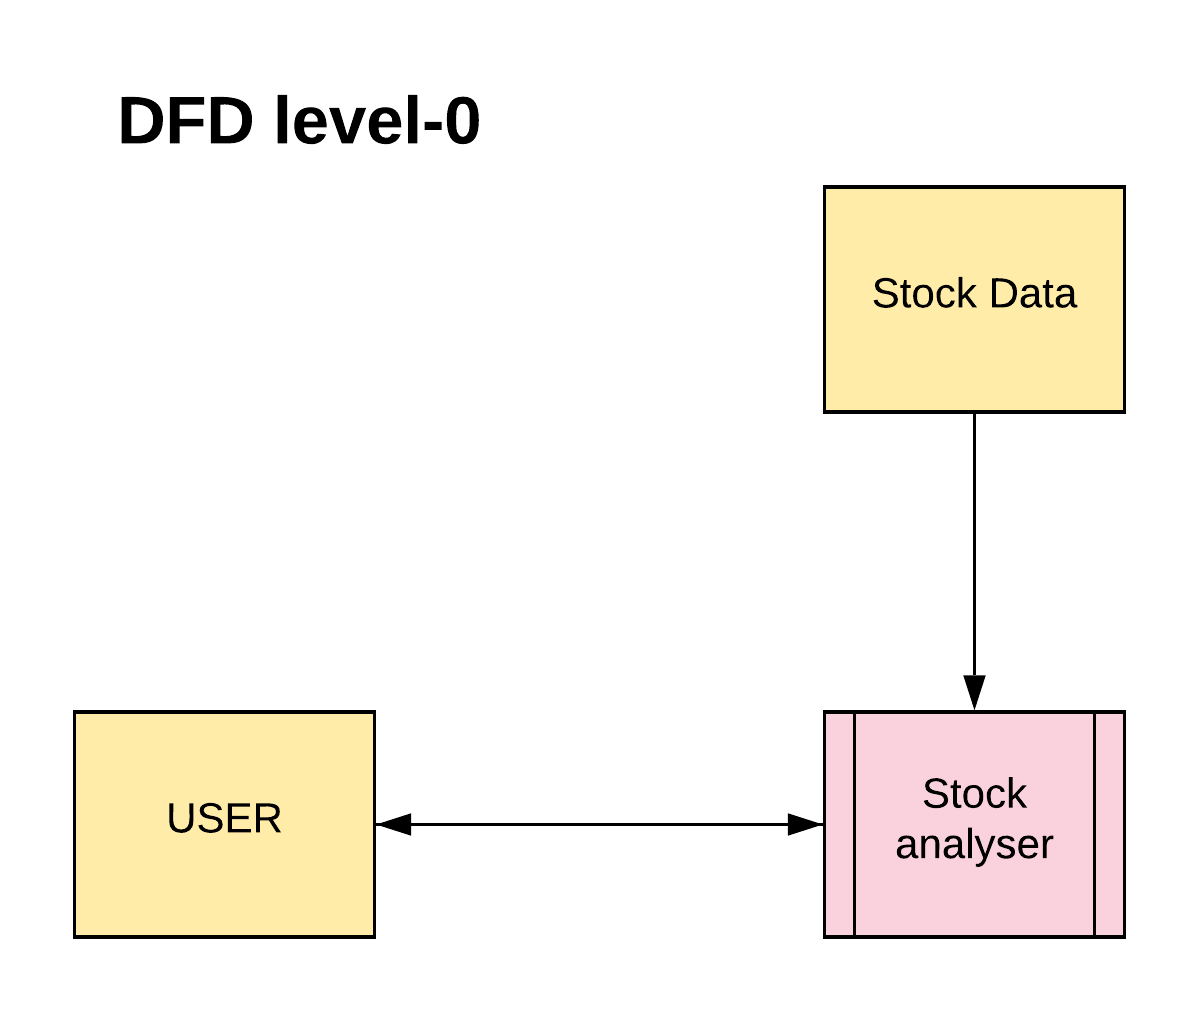 DFD level-0
Stock Data
USER
Stock
analyser